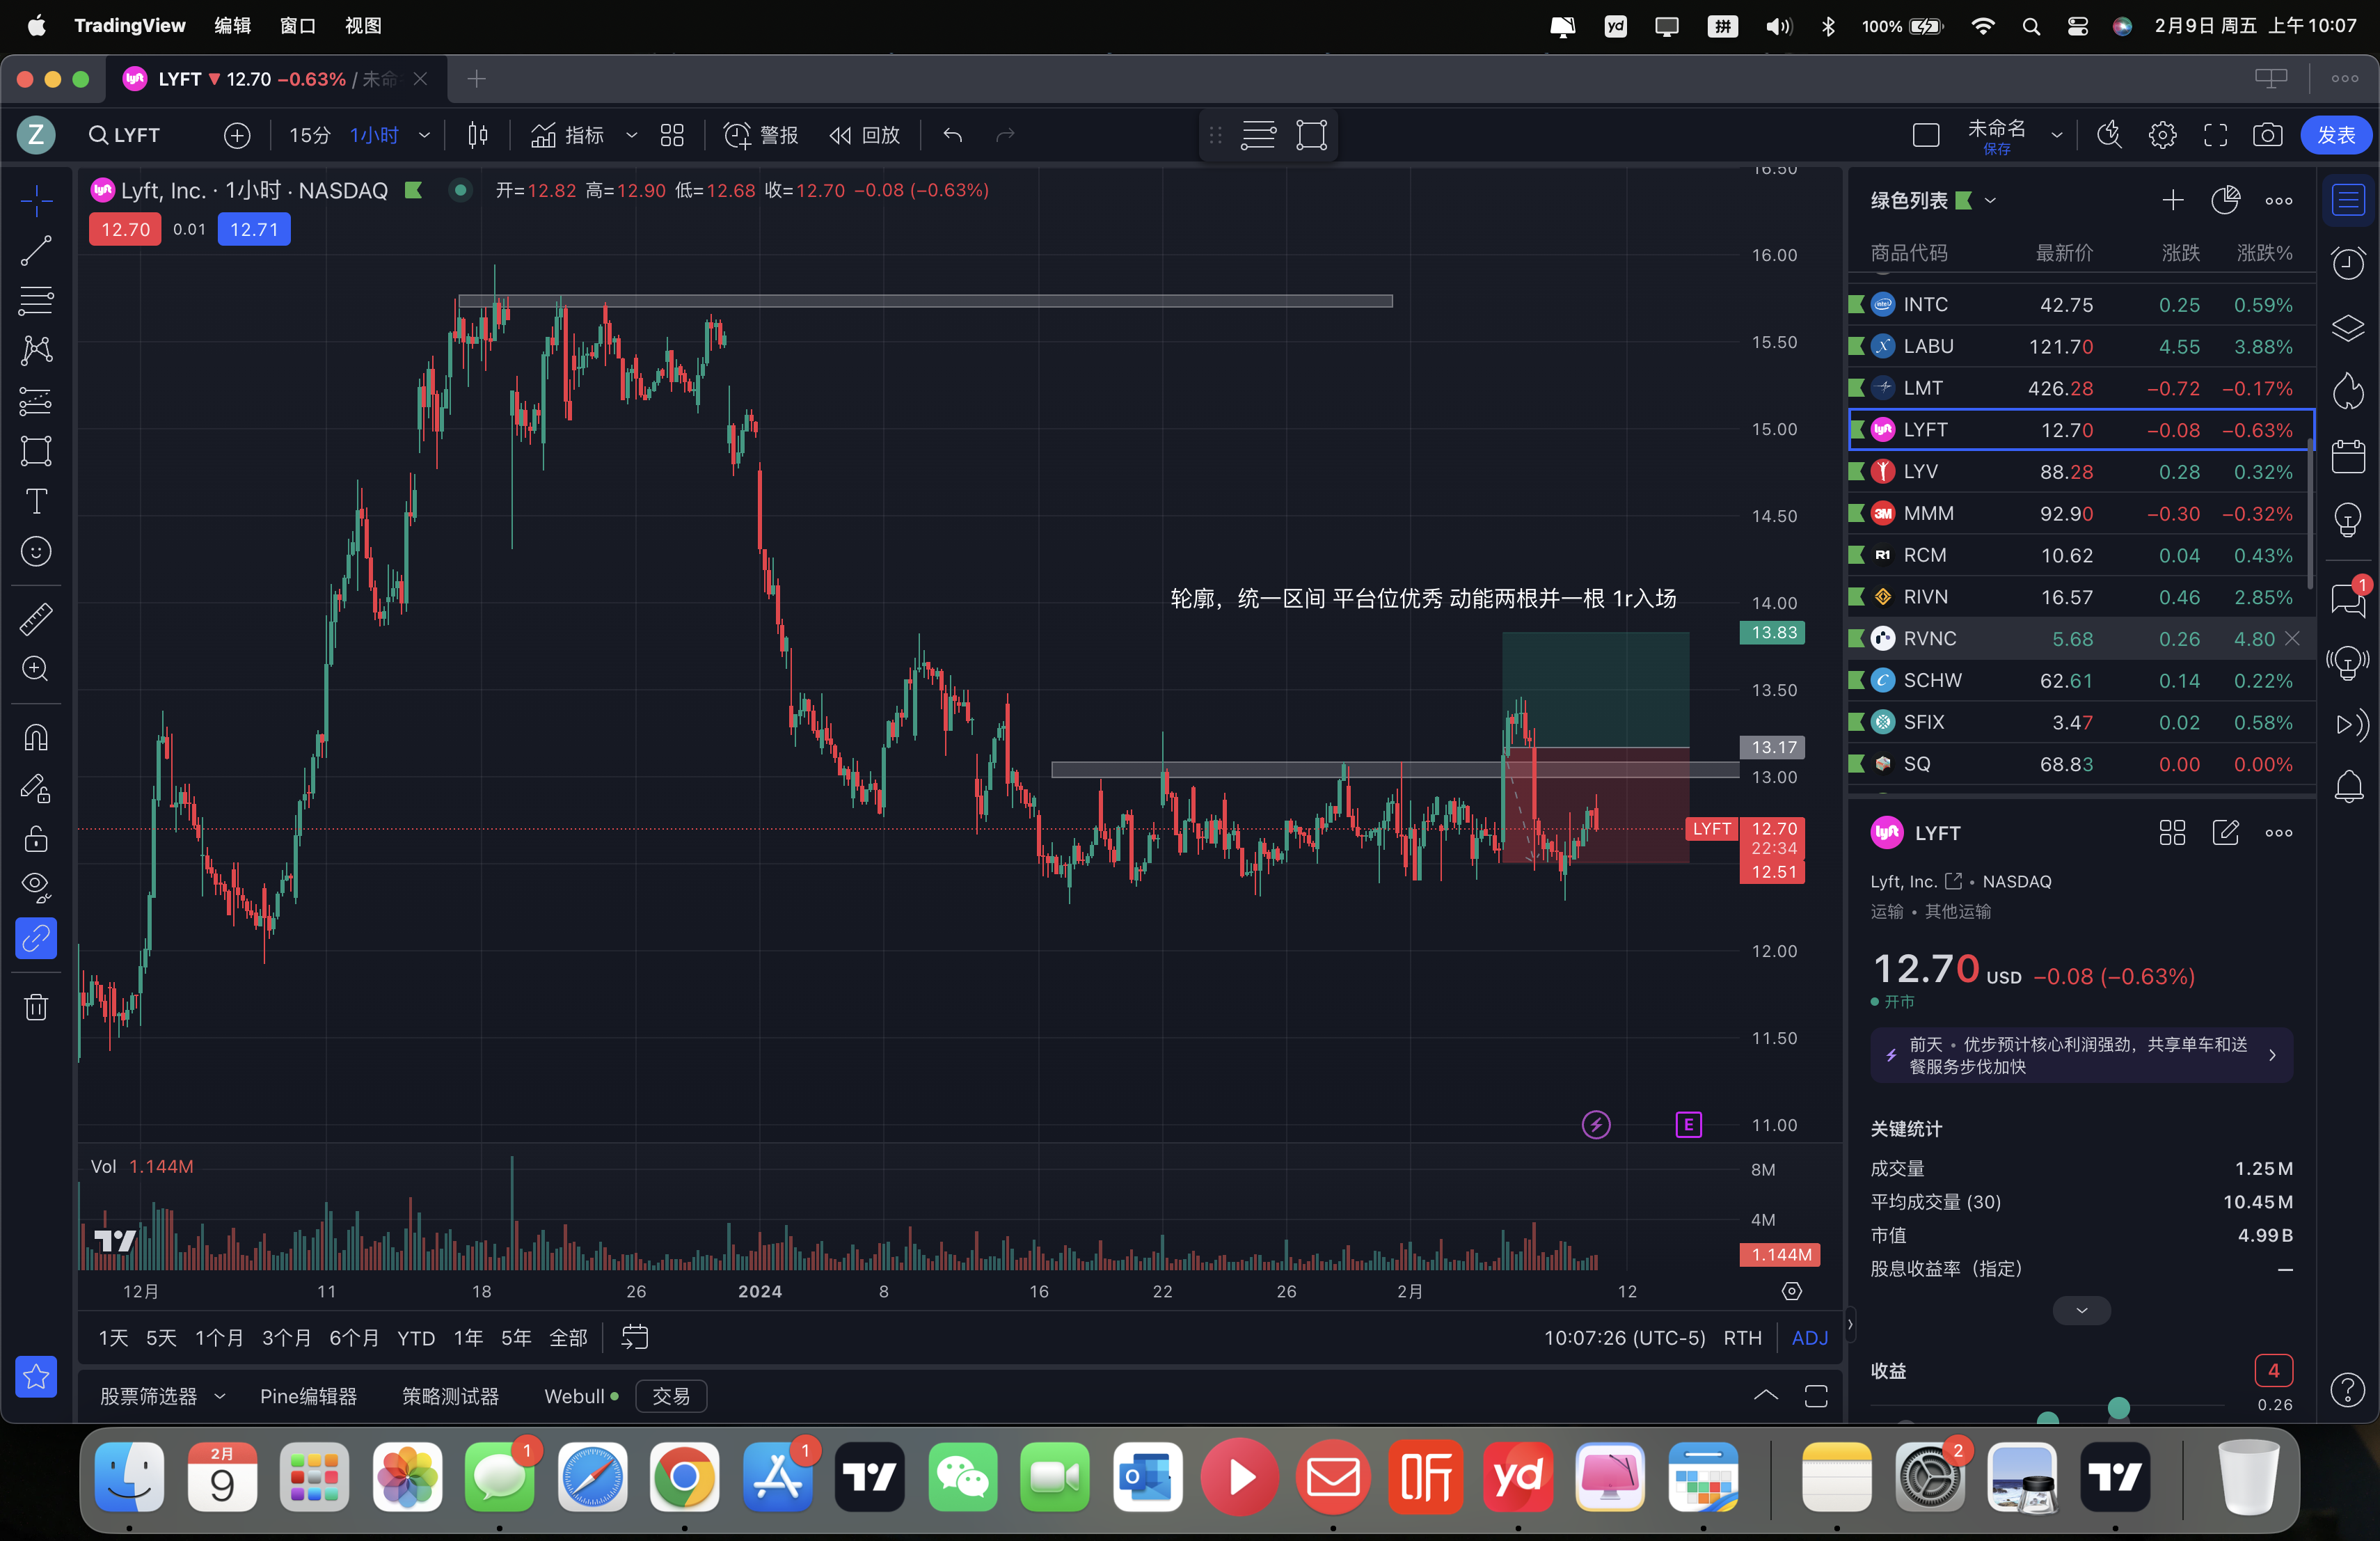 TradingView 编辑 窗口 视图
yd 拼 100% 2月9日 周五 上午10:07
lyft LYFT 12.70 −0.63% / 未命
Z LYFT 15分 1小时 指标 警报 回放 未命名 保存 发表
lyft Lyft, Inc. · 1小时 · NASDAQ 开=12.82 高=12.90 低=12.68 收=12.70 −0.08 (−0.63%)
12.70 0.01 12.71
16.50
16.00
15.50
15.00
14.50
轮廓，统一区间 平台位优秀 动能两根并一根 1r入场
14.00
13.83
13.50
13.17
13.00
LYFT 12.70
22:34
12.51
12.00
11.50
E
11.00
Vol 1.144M
8M
4M
1.144M
12月 11 18 26 2024 8 16 22 26 2月 12
1天 5天 1个月 3个月 6个月 YTD 1年 5年 全部 10:07:26 (UTC-5) RTH ADJ
股票筛选器 Pine编辑器 策略测试器 Webull 交易
绿色列表
商品代码 最新价 涨跌 涨跌%
intel INTC 42.75 0.25 0.59%
LABU 121.70 4.55 3.88%
LMT 426.28 −0.72 −0.17%
lyft LYFT 12.70 −0.08 −0.63%
LYV 88.28 0.28 0.32%
3M MMM 92.90 −0.30 −0.32%
R1 RCM 10.62 0.04 0.43%
RIVN 16.57 0.46 2.85%
RVNC 5.68 0.26 4.80
SCHW 62.61 0.14 0.22%
SFIX 3.47 0.02 0.58%
SQ 68.83 0.00 0.00%
1
lyft LYFT
Lyft, Inc. • NASDAQ
运输 • 其他运输
12.70 USD −0.08 (−0.63%)
开市
前天 • 优步预计核心利润强劲，共享单车和送
餐服务步伐加快
关键统计
成交量 1.25M
平均成交量 (30) 10.45M
市值 4.99B
股息收益率（指定） —
收益 4
0.26
2月
9
1
1
听
yd
2